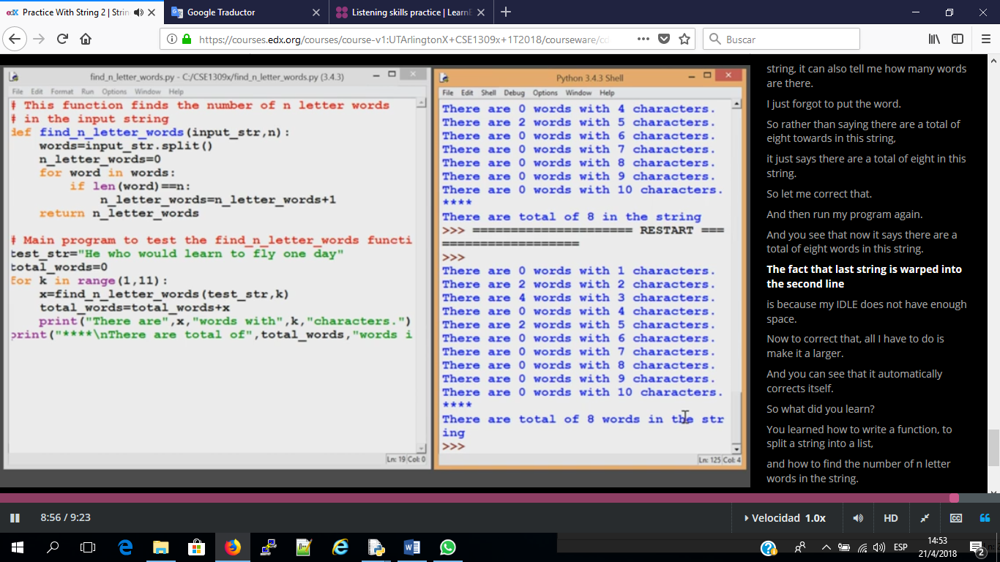 Practice With String 2 | Strin
Google Traductor
Listening skills practice | LearnE
https://courses.edx.org/courses/course-v1:UTArlingtonX+CSE1309x+1T2018/courseware/cd
Buscar
find_n_letter_words.py - C:/CSE1309x/find_n_letter_words.py (3.4.3)
File Edit Format Run Options Window Help
# This function finds the number of n letter words
# in the input string
def find_n_letter_words(input_str,n):
words=input_str.split()
n_letter_words=0
for word in words:
if len(word)==n:
n_letter_words=n_letter_words+1
return n_letter_words
# Main program to test the find_n_letter_words functi
test_str="He who would learn to fly one day"
total_words=0
for k in range(1,11):
x=find_n_letter_words(test_str,k)
total_words=total_words+x
print("There are",x,"words with",k,"characters.")
print("****\nThere are total of",total_words,"words i
Ln: 19 Col: 0
Python 3.4.3 Shell
File Edit Shell Debug Options Window Help
There are 0 words with 4 characters.
There are 2 words with 5 characters.
There are 0 words with 6 characters.
There are 0 words with 7 characters.
There are 0 words with 8 characters.
There are 0 words with 9 characters.
There are 0 words with 10 characters.
****
There are total of 8 in the string
>>> ===================== RESTART ===
==================
>>>
There are 0 words with 1 characters.
There are 2 words with 2 characters.
There are 4 words with 3 characters.
There are 0 words with 4 characters.
There are 2 words with 5 characters.
There are 0 words with 6 characters.
There are 0 words with 7 characters.
There are 0 words with 8 characters.
There are 0 words with 9 characters.
There are 0 words with 10 characters.
****
There are total of 8 words in the str
ing
>>>
Ln: 125 Col: 4
string, it can also tell me how many words
are there.
I just forgot to put the word.
So rather than saying there are a total of
eight towards in this string,
it just says there are a total of eight in this
string.
So let me correct that.
And then run my program again.
And you see that now it says there are a
total of eight words in this string.
The fact that last string is warped into
the second line
is because my IDLE does not have enough
space.
Now to correct that, all I have to do is
make it a larger.
And you can see that it automatically
corrects itself.
So what did you learn?
You learned how to write a function, to
split a string into a list,
and how to find the number of n letter
words in the string.
8:56 / 9:23
Velocidad 1.0x
HD
CC
ESP
14:53
21/4/2018
2